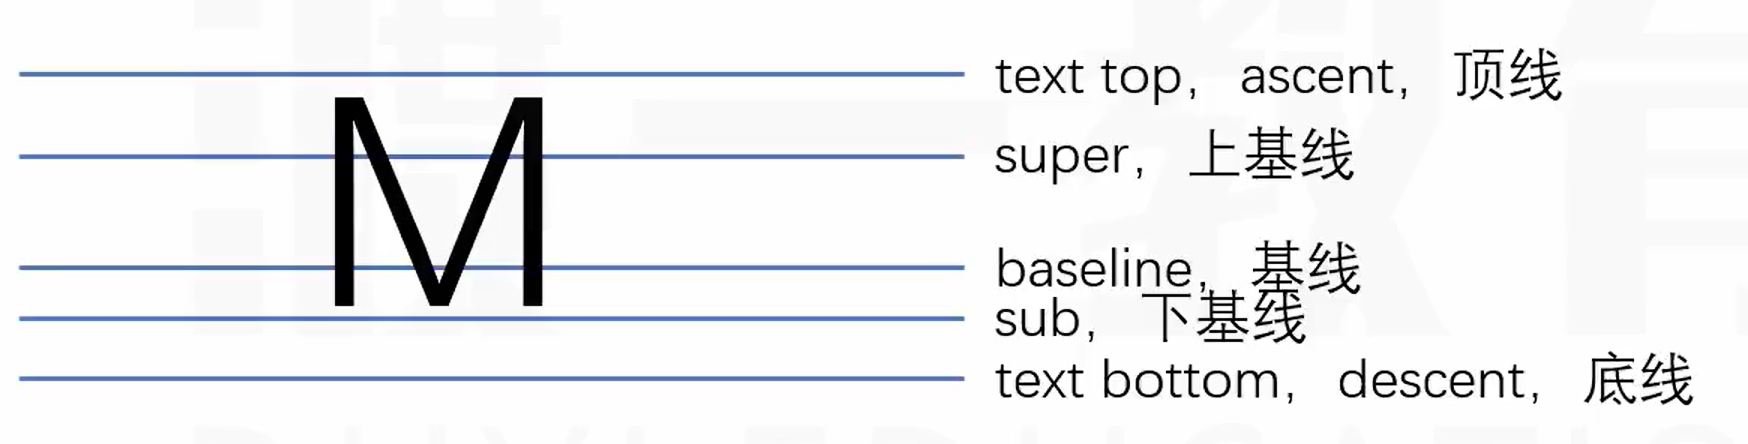 text top，ascent，顶线
M
super，上基线
baseline，基线
sub，下基线
text bottom，descent，底线